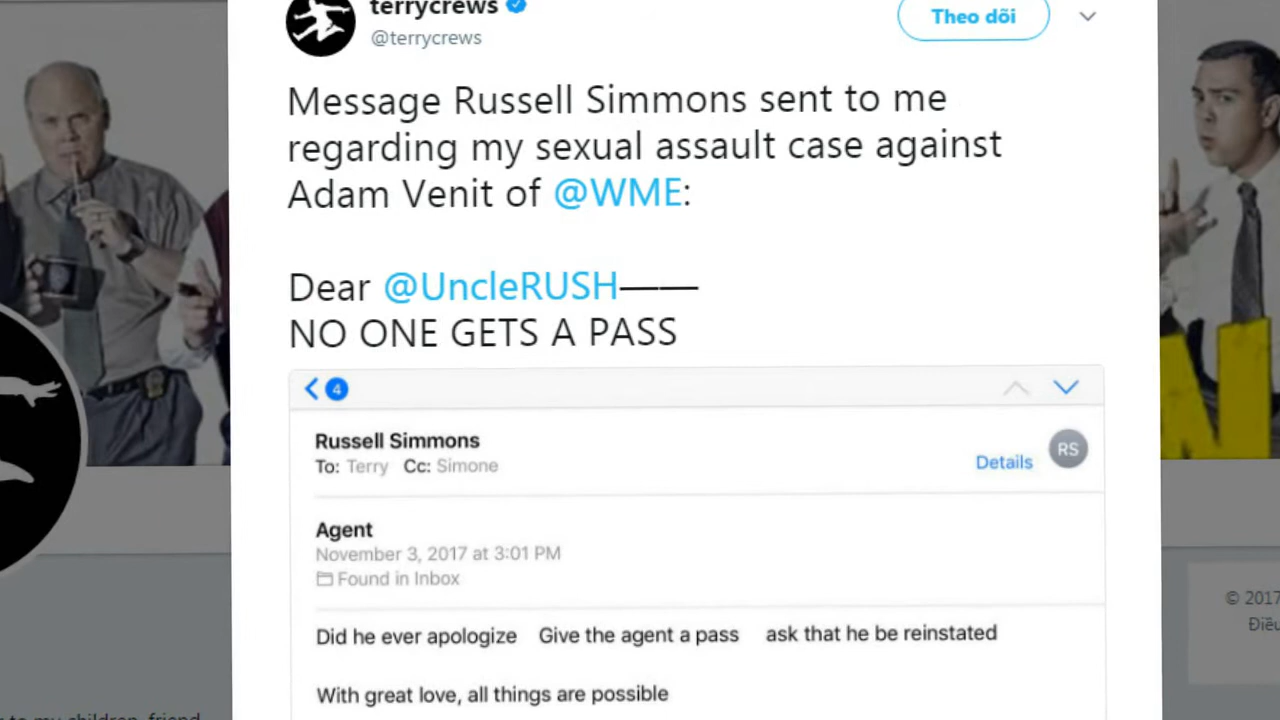 terrycrews
@terrycrews
Theo dõi
Message Russell Simmons sent to me
regarding my sexual assault case against
Adam Venit of @WME:
Dear @UncleRUSH——
NO ONE GETS A PASS
4
Russell Simmons
To: Terry Cc: Simone
Details
RS
Agent
November 3, 2017 at 3:01 PM
Found in Inbox
Did he ever apologize Give the agent a pass ask that he be reinstated
With great love, all things are possible
© 2017
Điều
to my children, friend